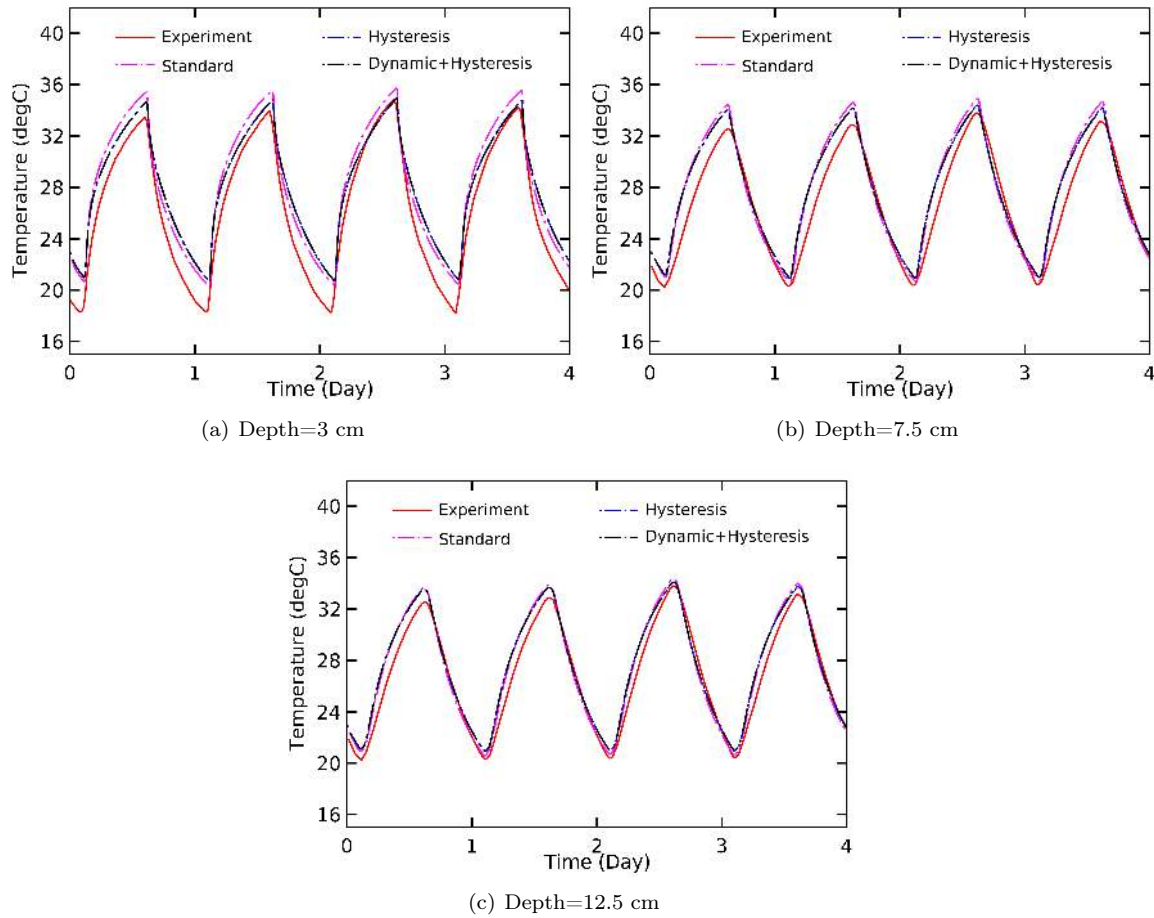 Temperature (degC)
40
36
32
28
24
20
16
Experiment
Standard
Hysteresis
Dynamic+Hysteresis
0 1 2 3 4
Time (Day)
(a) Depth=3 cm
Temperature (degC)
40
36
32
28
24
20
16
Experiment
Standard
Hysteresis
Dynamic+Hysteresis
0 1 2 3 4
Time (Day)
(b) Depth=7.5 cm
Temperature (degC)
40
36
32
28
24
20
16
Experiment
Standard
Hysteresis
Dynamic+Hysteresis
0 1 2 3 4
Time (Day)
(c) Depth=12.5 cm